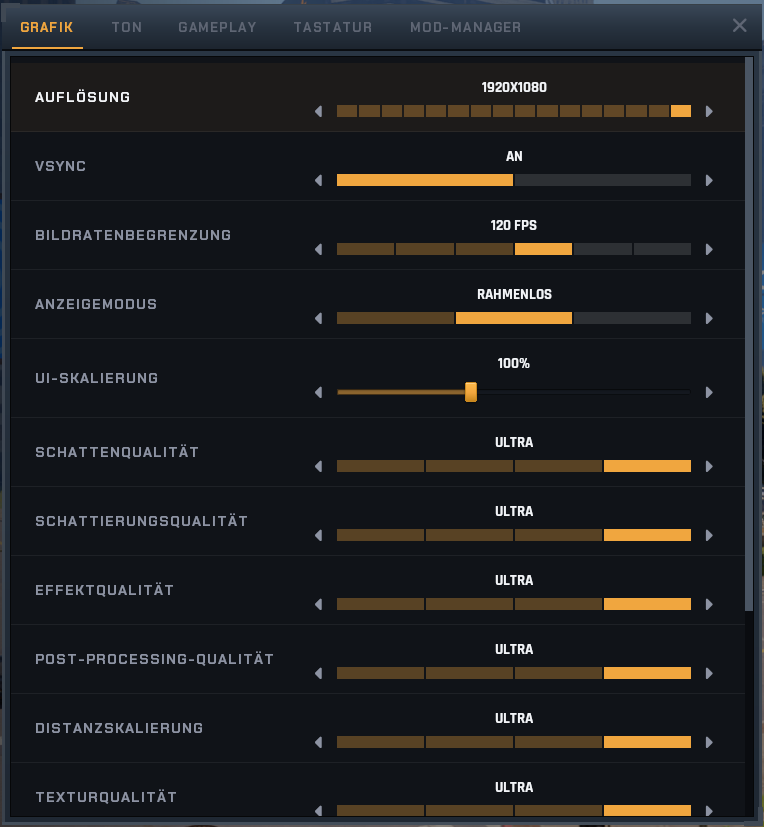 GRAFIK TON GAMEPLAY TASTATUR MOD-MANAGER
AUFLÖSUNG 1920X1080
VSYNC AN
BILDRATENBEGRENZUNG 120 FPS
ANZEIGEMODUS RAHMENLOS
UI-SKALIERUNG 100%
SCHATTENQUALITÄT ULTRA
SCHATTIERUNGSQUALITÄT ULTRA
EFFEKTQUALITÄT ULTRA
POST-PROCESSING-QUALITÄT ULTRA
DISTANZSKALIERUNG ULTRA
TEXTURQUALITÄT ULTRA